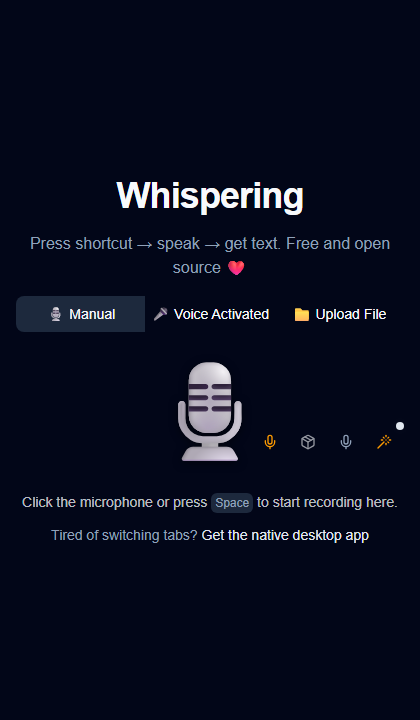 Whispering
Press shortcut → speak → get text. Free and open
source ❤️
🎙️ Manual
🎤 Voice Activated
📁 Upload File
Click the microphone or press Space to start recording here.
Tired of switching tabs? Get the native desktop app